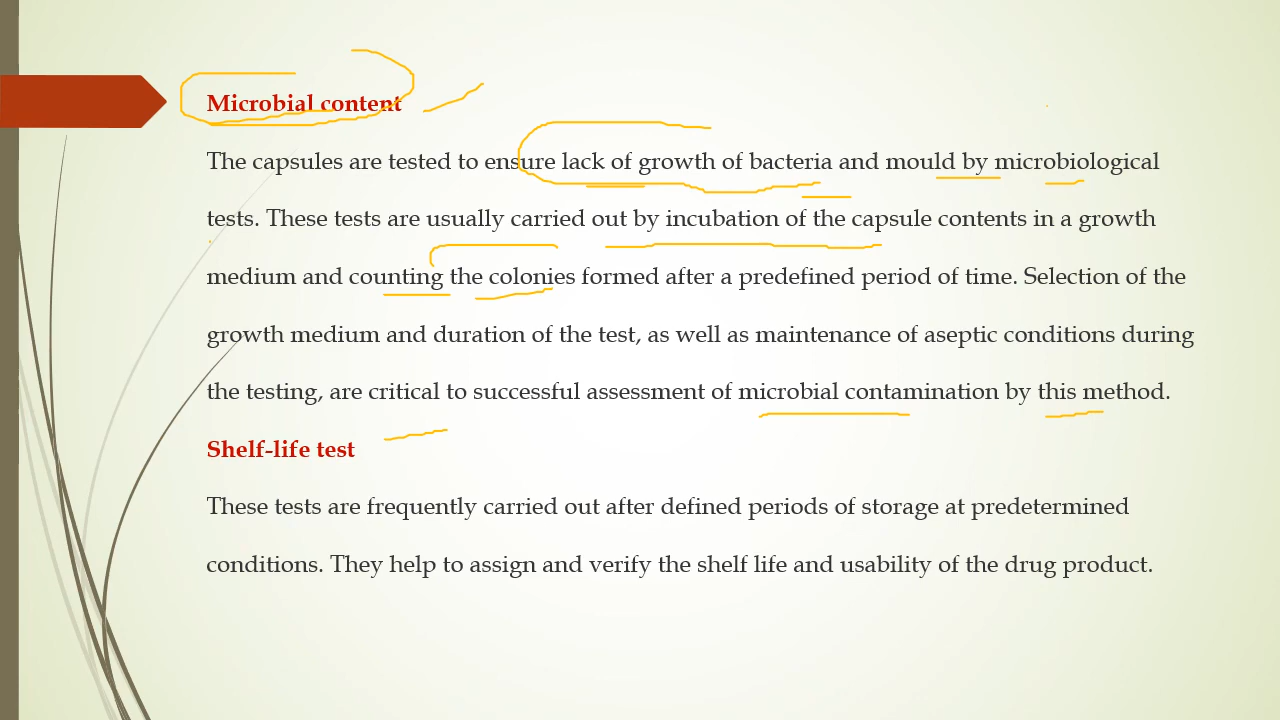 Microbial content
The capsules are tested to ensure lack of growth of bacteria and mould by microbiological
tests. These tests are usually carried out by incubation of the capsule contents in a growth
medium and counting the colonies formed after a predefined period of time. Selection of the
growth medium and duration of the test, as well as maintenance of aseptic conditions during
the testing, are critical to successful assessment of microbial contamination by this method.
Shelf-life test
These tests are frequently carried out after defined periods of storage at predetermined
conditions. They help to assign and verify the shelf life and usability of the drug product.